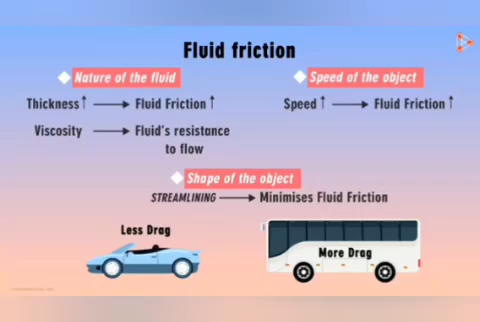 Fluid friction
Nature of the fluid
Speed of the object
Thickness↑ → Fluid Friction↑
Speed↑ → Fluid Friction↑
Viscosity → Fluid's resistance
to flow
Shape of the object
STREAMLINING → Minimises Fluid Friction
Less Drag
More Drag